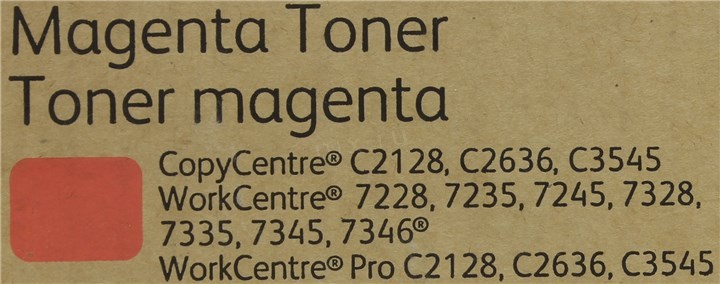 Magenta Toner
Toner magenta
CopyCentre® C2128, C2636, C3545
WorkCentre® 7228, 7235, 7245, 7328,
7335, 7345, 7346®
WorkCentre® Pro C2128, C2636, C3545